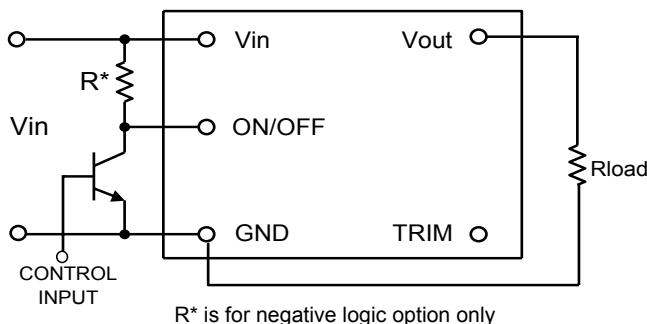 Vin
Vout
R*
Vin
ON/OFF
Rload
GND
TRIM
CONTROL
INPUT
R* is for negative logic option only